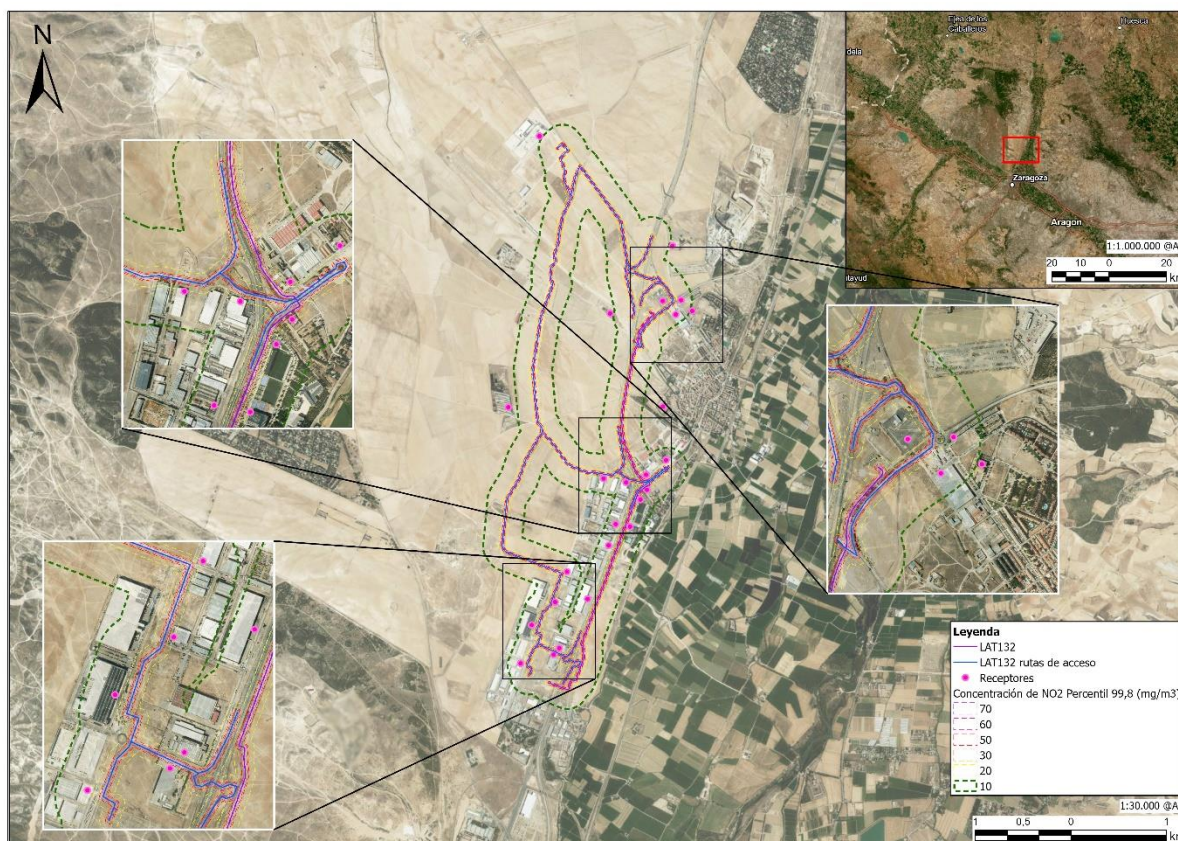 N
Ejea de los
Caballeros
Huesca
dela
Zaragoza
Aragón
atayud
1:1.000.000 @A
20 10 0 20
km
Leyenda
LAT132
LAT132 rutas de acceso
Receptores
Concentración de NO2 Percentil 99,8 (mg/m3)
70
60
50
30
20
10
1:30.000 @A
1 0,5 0 1
km